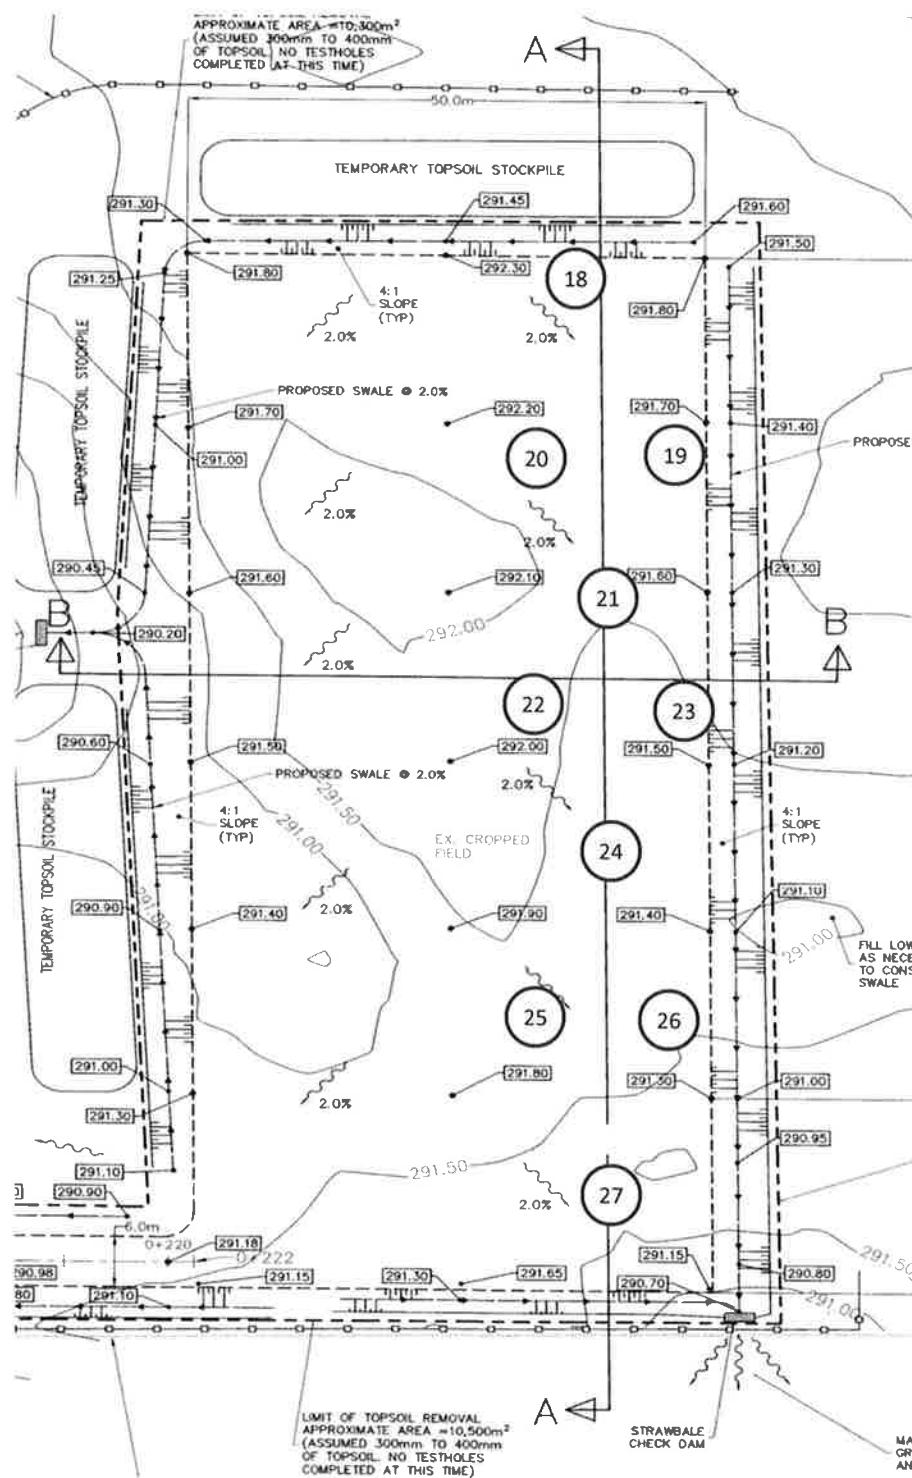 APPROXIMATE AREA =10,300m²
(ASSUMED 300mm TO 400mm
OF TOPSOIL. NO TESTHOLES
COMPLETED AT THIS TIME)
A
50.0m
TEMPORARY TOPSOIL STOCKPILE
291.30
291.45
291.60
291.50
291.25
291.80
292.30
18
291.80
4:1
SLOPE
(TYP)
2.0%
2.0%
TEMPORARY TOPSOIL STOCKPILE
PROPOSED SWALE @ 2.0%
291.70
292.20
291.70
291.40
291.00
20
19
PROPOSE
2.0%
2.0%
290.45
291.60
292.10
291.60
291.30
21
B
290.20
292.00
B
2.0%
22
23
290.60
291.50
292.00
291.50
291.20
PROPOSED SWALE @ 2.0%
2.0%
291.50
4:1
SLOPE
(TYP)
291.00
EX. CROPPED
FIELD
24
4:1
SLOPE
(TYP)
TEMPORARY TOPSOIL STOCKPILE
291.00
290.90
2.0%
291.40
291.90
291.40
291.10
291.00
FILL LOW
AS NECE
TO CONS
SWALE
25
26
291.00
291.30
2.0%
291.80
291.30
291.00
290.95
291.10
291.50
2.0%
27
290.90
6.0m
0+220
291.18
0+222
291.15
291.50
290.98
291.15
291.30
291.65
290.70
290.80
80
291.10
291.00
A
LIMIT OF TOPSOIL REMOVAL
APPROXIMATE AREA =10,500m²
(ASSUMED 300mm TO 400mm
OF TOPSOIL. NO TESTHOLES
COMPLETED AT THIS TIME)
STRAWBALE
CHECK DAM
MA
GR
AN